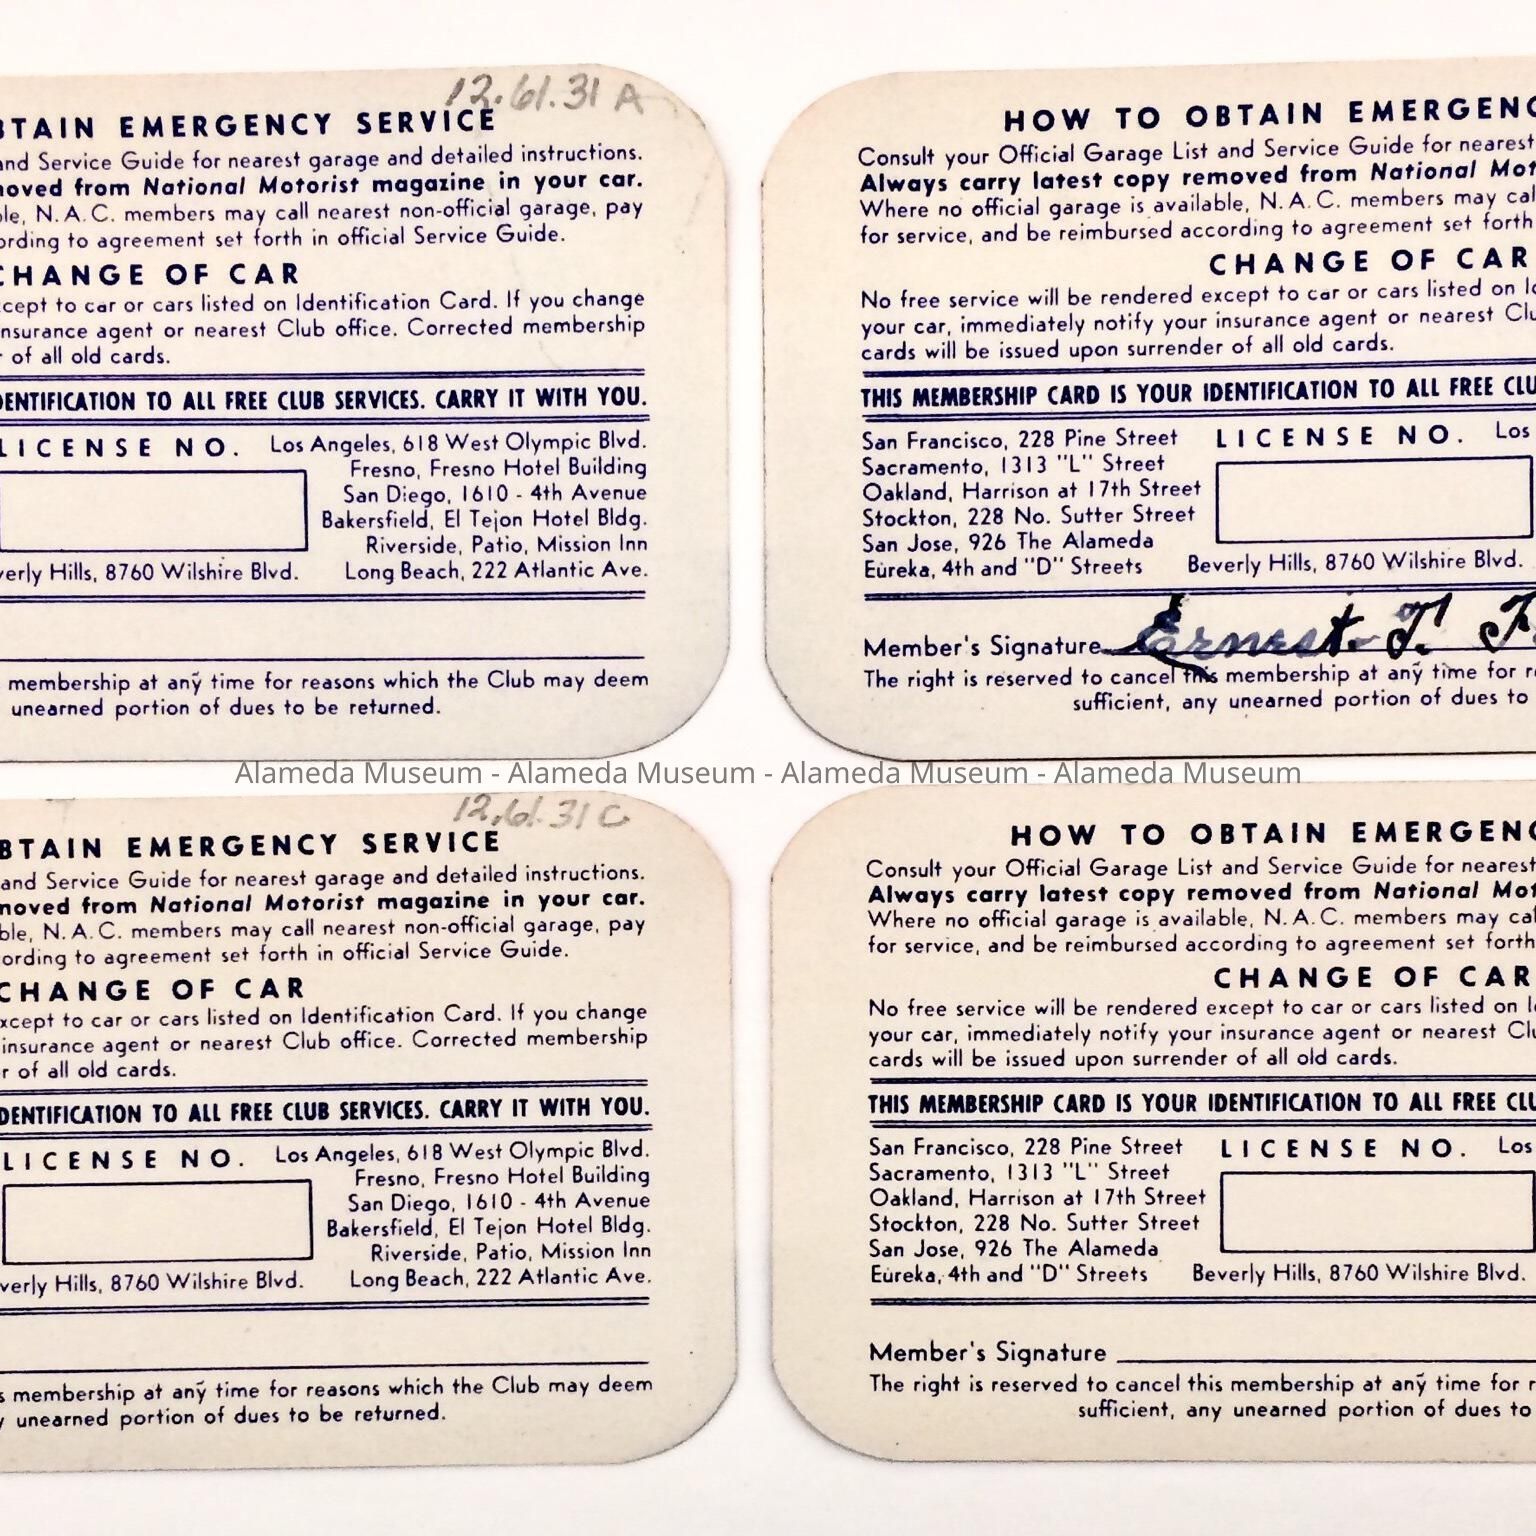 12.61.31 A
BTAIN EMERGENCY SERVICE
and Service Guide for nearest garage and detailed instructions.
moved from National Motorist magazine in your car.
ble, N.A.C. members may call nearest non-official garage, pay
ording to agreement set forth in official Service Guide.
CHANGE OF CAR
xcept to car or cars listed on Identification Card. If you change
insurance agent or nearest Club office. Corrected membership
r of all old cards.
DENTIFICATION TO ALL FREE CLUB SERVICES. CARRY IT WITH YOU.
LICENSE NO.
Los Angeles, 618 West Olympic Blvd.
Fresno, Fresno Hotel Building
San Diego, 1610 - 4th Avenue
Bakersfield, El Tejon Hotel Bldg.
Riverside, Patio, Mission Inn
verly Hills, 8760 Wilshire Blvd.
Long Beach, 222 Atlantic Ave.
s membership at any time for reasons which the Club may deem
unearned portion of dues to be returned.
HOW TO OBTAIN EMERGENC
Consult your Official Garage List and Service Guide for nearest
Always carry latest copy removed from National Mot
Where no official garage is available, N.A.C. members may cal
for service, and be reimbursed according to agreement set forth
CHANGE OF CAR
No free service will be rendered except to car or cars listed on Id
your car, immediately notify your insurance agent or nearest Clu
cards will be issued upon surrender of all old cards.
THIS MEMBERSHIP CARD IS YOUR IDENTIFICATION TO ALL FREE CLU
San Francisco, 228 Pine Street
LICENSE NO.
Los
Sacramento, 1313 "L" Street
Oakland, Harrison at 17th Street
Stockton, 228 No. Sutter Street
San Jose, 926 The Alameda
Eureka, 4th and "D" Streets
Beverly Hills, 8760 Wilshire Blvd.
Member's Signature Ernest. T. F
The right is reserved to cancel this membership at any time for r
sufficient, any unearned portion of dues to
Alameda Museum - Alameda Museum - Alameda Museum - Alameda Museum
12.61.31 C
BTAIN EMERGENCY SERVICE
and Service Guide for nearest garage and detailed instructions.
moved from National Motorist magazine in your car.
ble, N.A.C. members may call nearest non-official garage, pay
ording to agreement set forth in official Service Guide.
CHANGE OF CAR
xcept to car or cars listed on Identification Card. If you change
insurance agent or nearest Club office. Corrected membership
r of all old cards.
DENTIFICATION TO ALL FREE CLUB SERVICES. CARRY IT WITH YOU.
LICENSE NO.
Los Angeles, 618 West Olympic Blvd.
Fresno, Fresno Hotel Building
San Diego, 1610 - 4th Avenue
Bakersfield, El Tejon Hotel Bldg.
Riverside, Patio, Mission Inn
verly Hills, 8760 Wilshire Blvd.
Long Beach, 222 Atlantic Ave.
s membership at any time for reasons which the Club may deem
y unearned portion of dues to be returned.
HOW TO OBTAIN EMERGENC
Consult your Official Garage List and Service Guide for nearest
Always carry latest copy removed from National Mot
Where no official garage is available, N.A.C. members may cal
for service, and be reimbursed according to agreement set forth
CHANGE OF CAR
No free service will be rendered except to car or cars listed on Id
your car, immediately notify your insurance agent or nearest Clu
cards will be issued upon surrender of all old cards.
THIS MEMBERSHIP CARD IS YOUR IDENTIFICATION TO ALL FREE CLU
San Francisco, 228 Pine Street
LICENSE NO.
Los
Sacramento, 1313 "L" Street
Oakland, Harrison at 17th Street
Stockton, 228 No. Sutter Street
San Jose, 926 The Alameda
Eureka, 4th and "D" Streets
Beverly Hills, 8760 Wilshire Blvd.
Member's Signature
The right is reserved to cancel this membership at any time for r
sufficient, any unearned portion of dues to